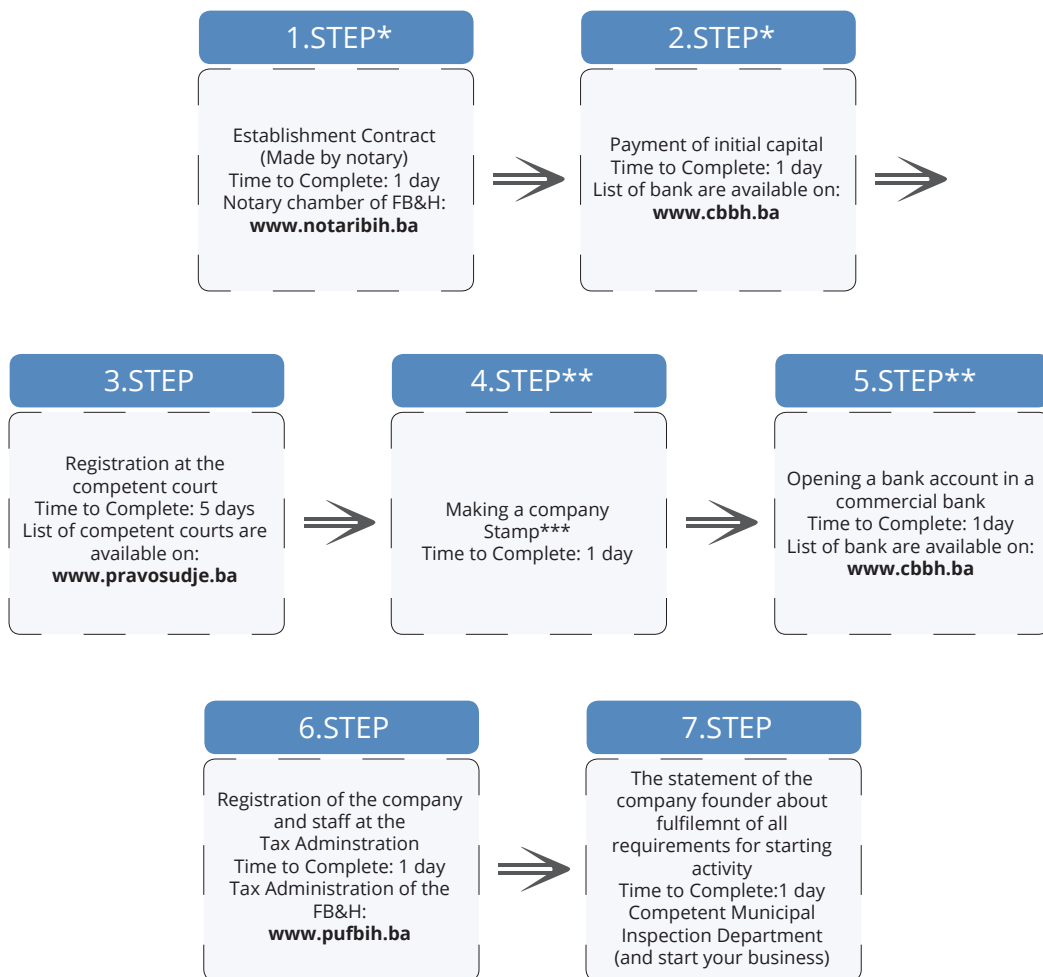 1.STEP*
Establishment Contract
(Made by notary)
Time to Complete: 1 day
Notary chamber of FB&H:
www.notaribih.ba
2.STEP*
Payment of initial capital
Time to Complete: 1 day
List of bank are available on:
www.cbbh.ba
3.STEP
Registration at the
competent court
Time to Complete: 5 days
List of competent courts are
available on:
www.pravosudje.ba
4.STEP**
Making a company
Stamp***
Time to Complete: 1 day
5.STEP**
Opening a bank account in a
commercial bank
Time to Complete: 1day
List of bank are available on:
www.cbbh.ba
6.STEP
Registration of the company
and staff at the
Tax Adminstration
Time to Complete: 1 day
Tax Administration of the
FB&H:
www.pufbih.ba
7.STEP
The statement of the
company founder about
fulfilemnt of all
requirements for starting
activity
Time to Complete:1 day
Competent Municipal
Inspection Department
(and start your business)